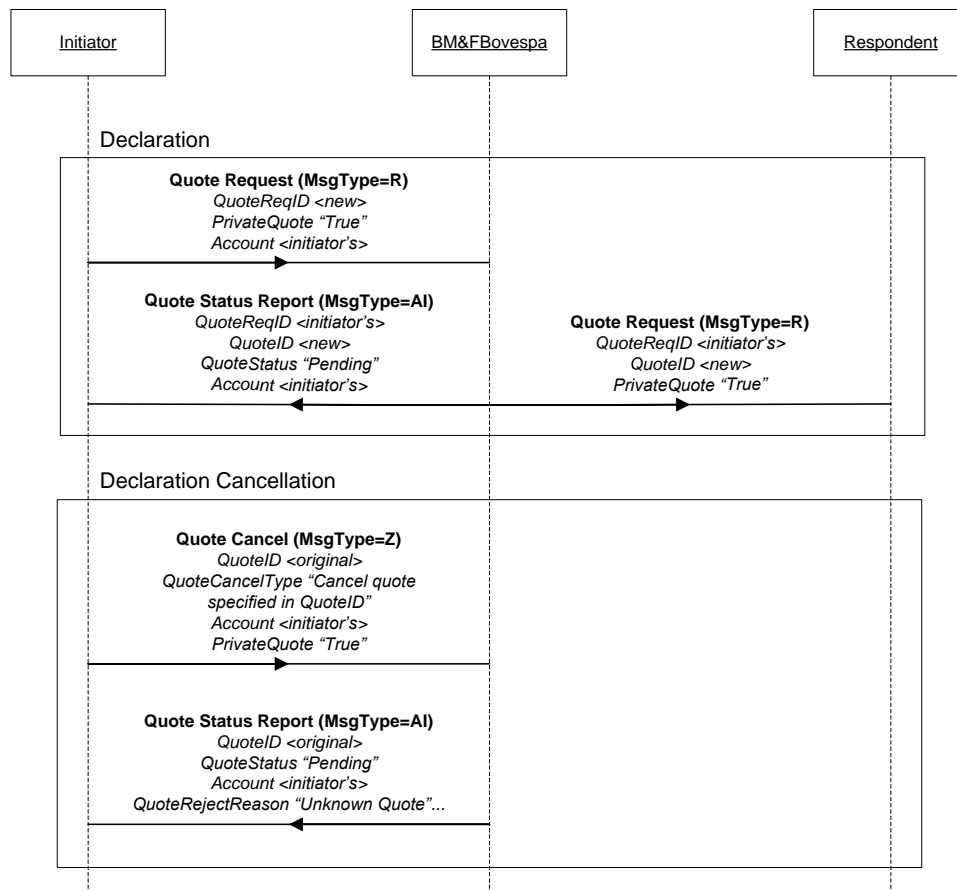 Initiator
BM&FBovespa
Respondent
Declaration
Quote Request (MsgType=R)
QuoteReqID <new>
PrivateQuote “True”
Account <initiator’s>
Quote Status Report (MsgType=AI)
QuoteReqID <initiator’s>
QuoteID <new>
QuoteStatus “Pending”
Account <initiator’s>
Quote Request (MsgType=R)
QuoteReqID <initiator’s>
QuoteID <new>
PrivateQuote “True”
Declaration Cancellation
Quote Cancel (MsgType=Z)
QuoteID <original>
QuoteCancelType “Cancel quote
specified in QuoteID”
Account <initiator’s>
PrivateQuote “True”
Quote Status Report (MsgType=AI)
QuoteID <original>
QuoteStatus “Pending”
Account <initiator’s>
QuoteRejectReason “Unknown Quote”...